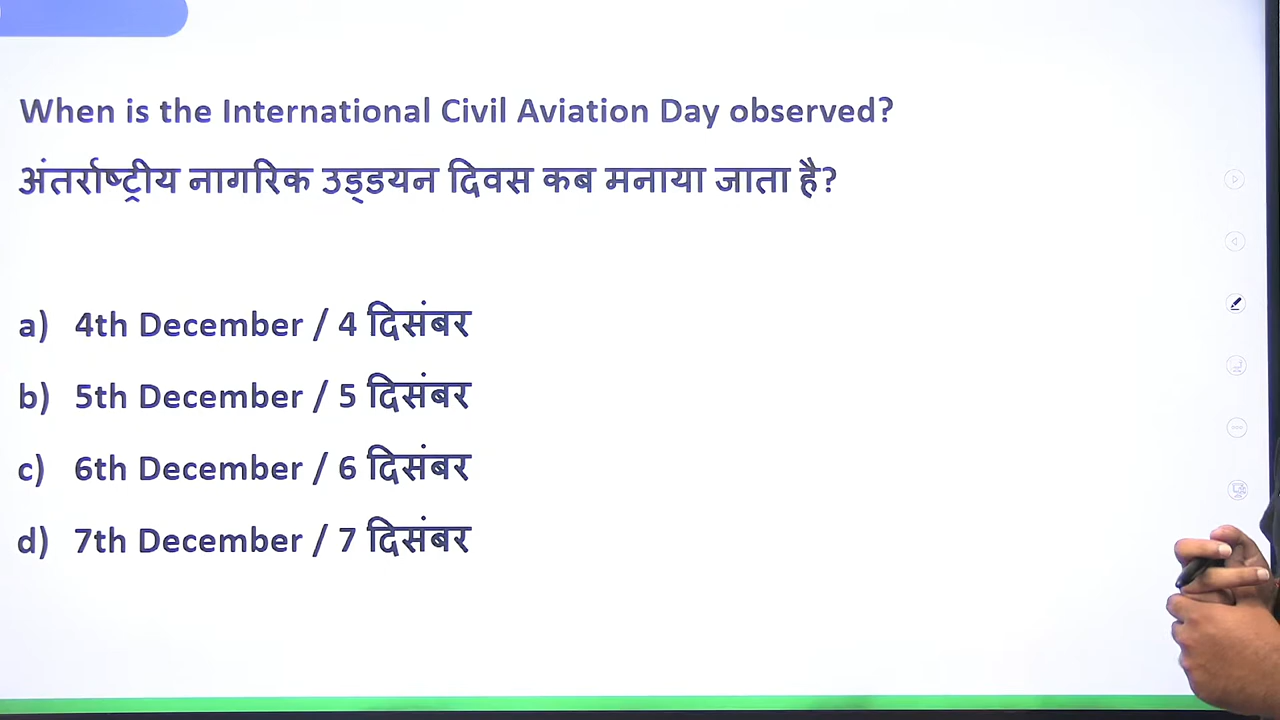 When is the International Civil Aviation Day observed?
अंतर्राष्ट्रीय नागरिक उड्डयन दिवस कब मनाया जाता है?
a) 4th December / 4 दिसंबर
b) 5th December / 5 दिसंबर
c) 6th December / 6 दिसंबर
d) 7th December / 7 दिसंबर